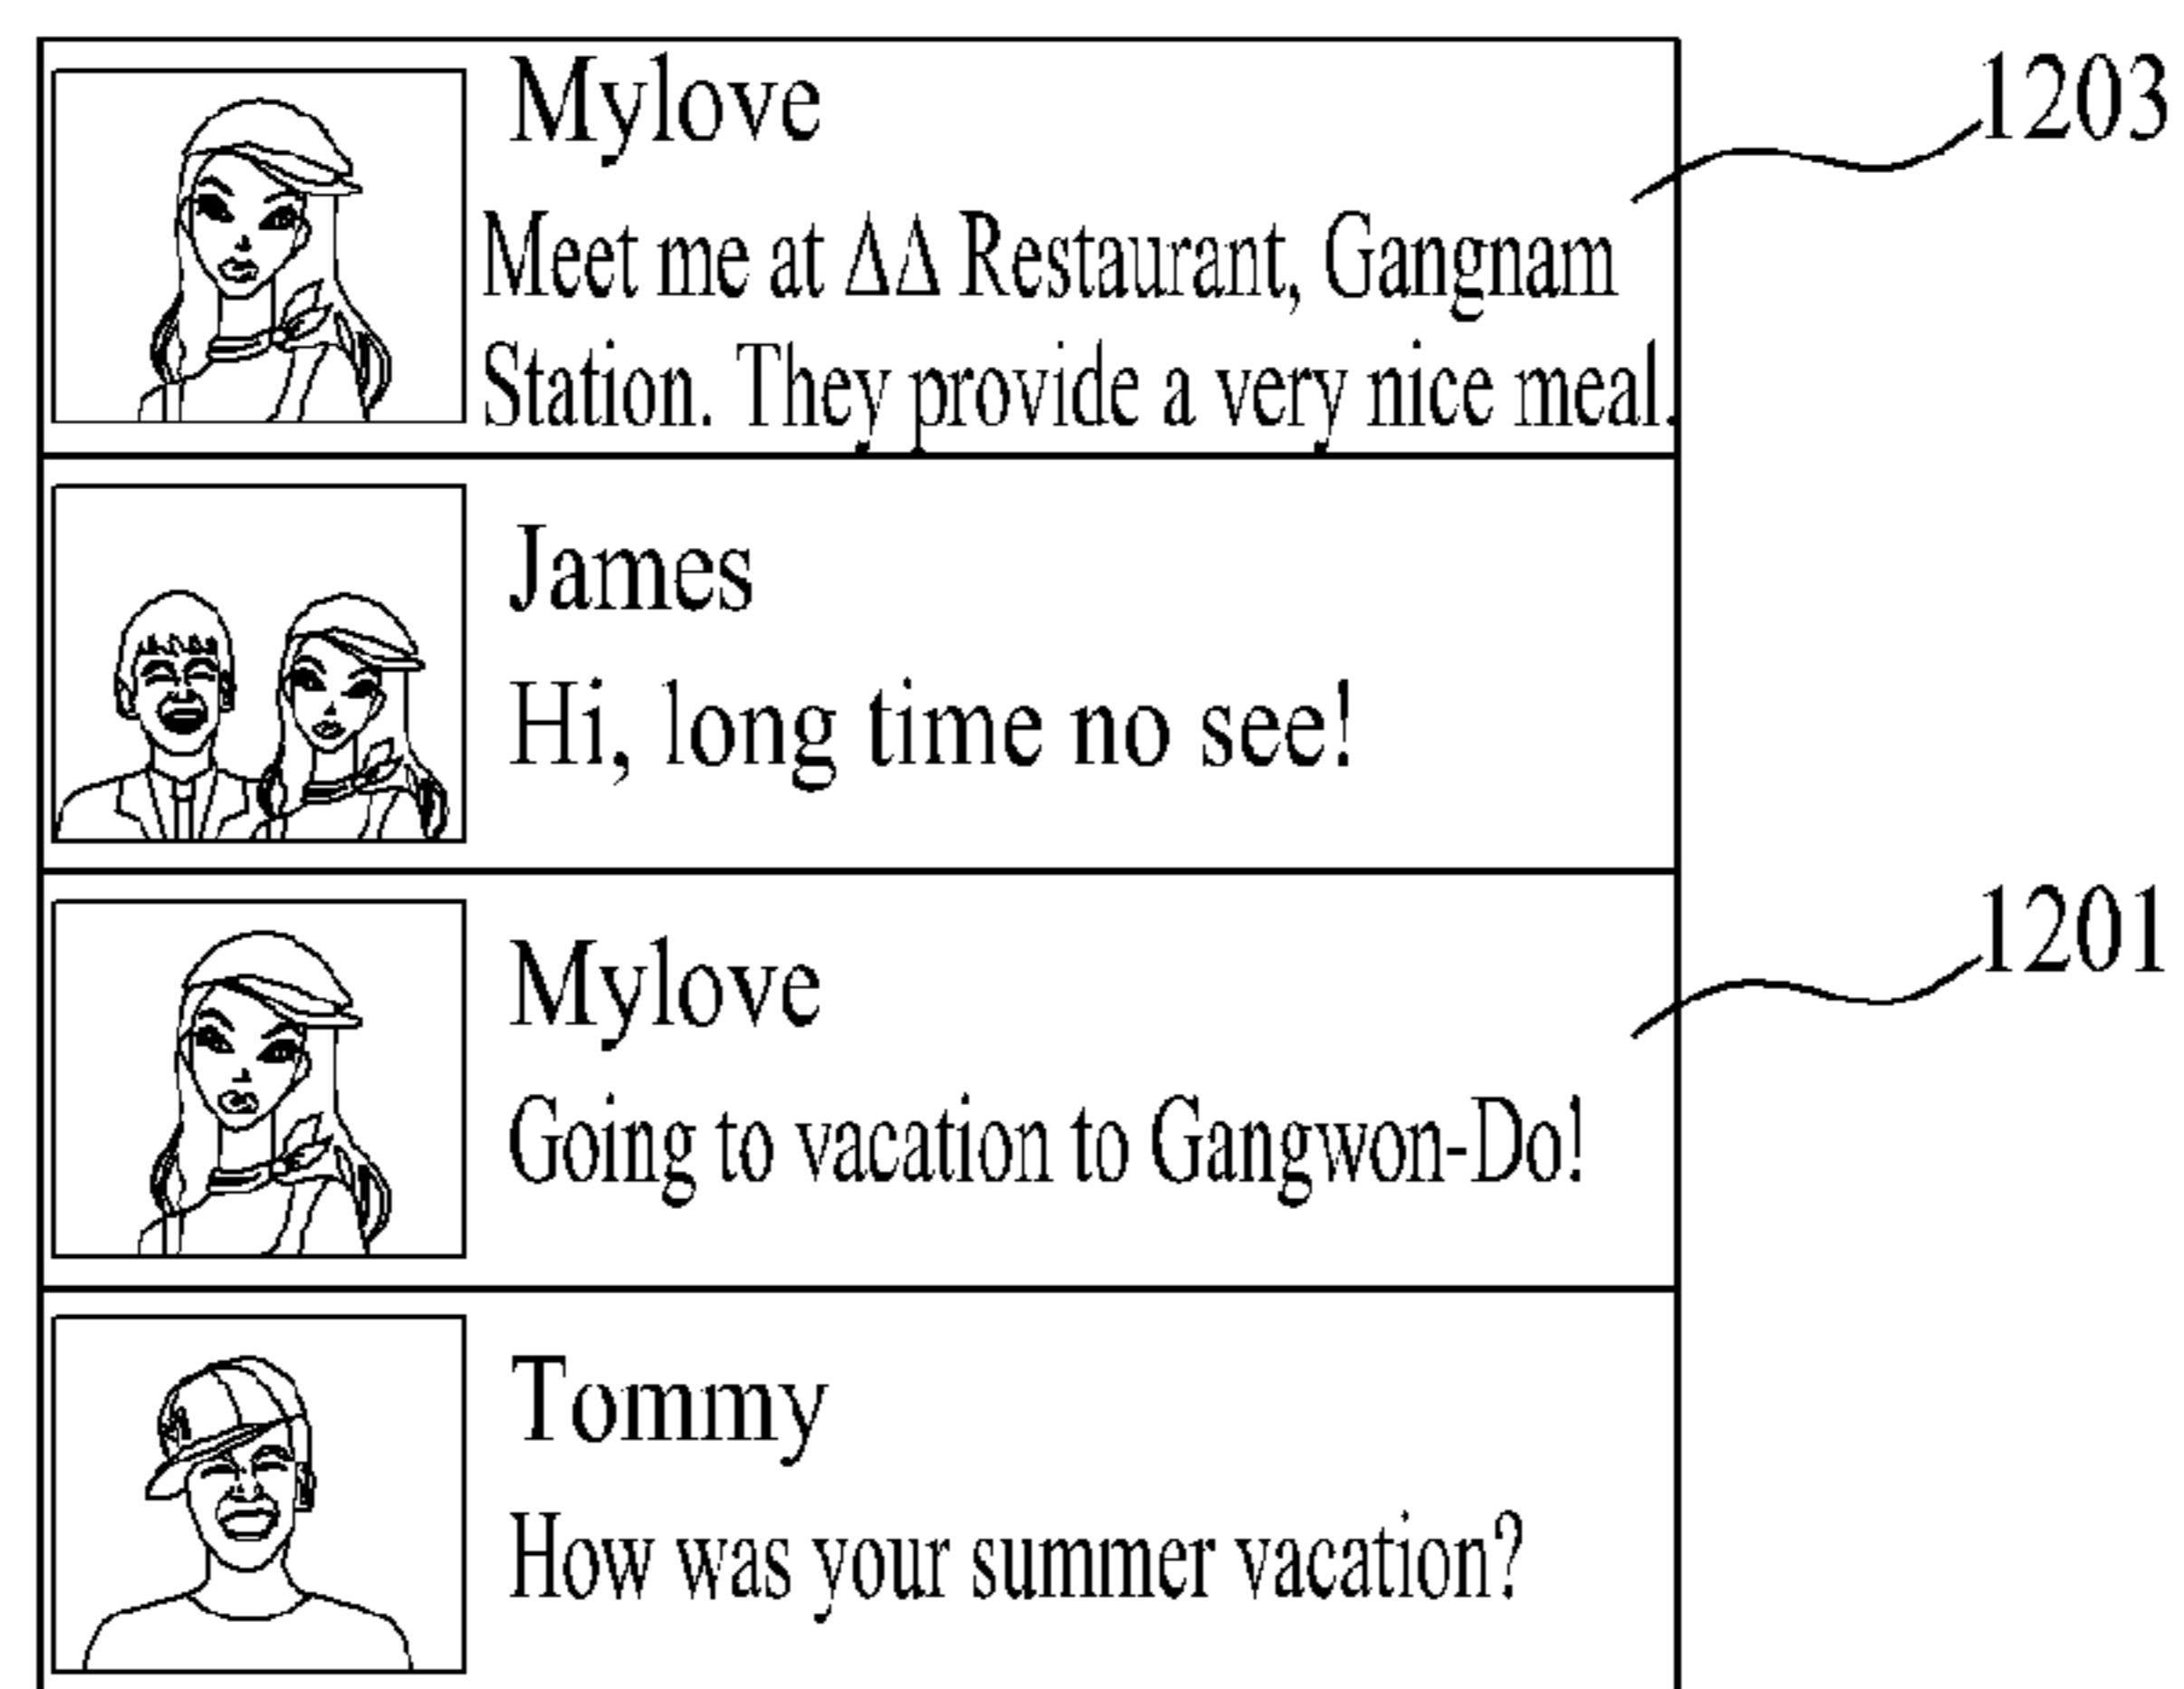 Mylove
1203
Meet me at ΔΔ Restaurant, Gangnam
Station. They provide a very nice meal.
James
Hi, long time no see!
Mylove
1201
Going to vacation to Gangwon-Do!
Tommy
How was your summer vacation?